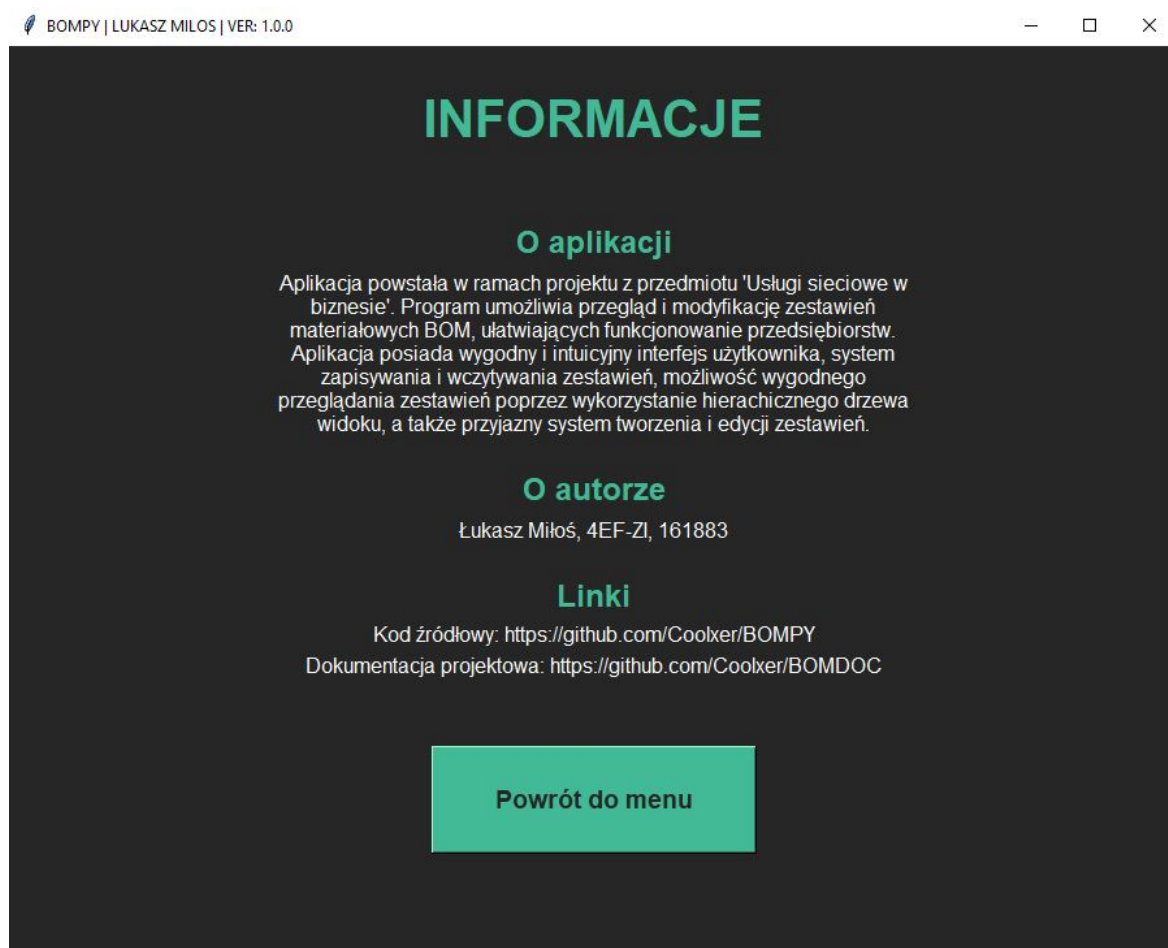 BOMPY | LUKASZ MILOS | VER: 1.0.0
INFORMACJE
O aplikacji
Aplikacja powstała w ramach projektu z przedmiotu 'Usługi sieciowe w
biznesie'. Program umożliwia przegląd i modyfikację zestawień
materiałowych BOM, ułatwiających funkcjonowanie przedsiębiorstw.
Aplikacja posiada wygodny i intuicyjny interfejs użytkownika, system
zapisywania i wczytywania zestawień, możliwość wygodnego
przeglądania zestawień poprzez wykorzystanie hierachicznego drzewa
widoku, a także przyjazny system tworzenia i edycji zestawień.
O autorze
Łukasz Miłoś, 4EF-ZI, 161883
Linki
Kod źródłowy: https://github.com/Coolxer/BOMPY
Dokumentacja projektowa: https://github.com/Coolxer/BOMDOC
Powrót do menu